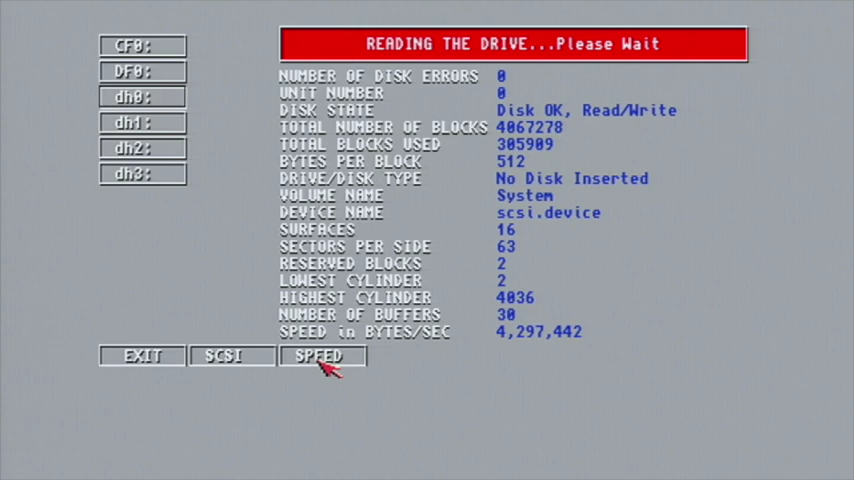 CF0:
DF0:
dh0:
dh1:
dh2:
dh3:
READING THE DRIVE...Please Wait
NUMBER OF DISK ERRORS 0
UNIT NUMBER 0
DISK STATE Disk OK, Read/Write
TOTAL NUMBER OF BLOCKS 4067278
TOTAL BLOCKS USED 305909
BYTES PER BLOCK 512
DRIVE/DISK TYPE No Disk Inserted
VOLUME NAME System
DEVICE NAME scsi.device
SURFACES 16
SECTORS PER SIDE 63
RESERVED BLOCKS 2
LOWEST CYLINDER 2
HIGHEST CYLINDER 4036
NUMBER OF BUFFERS 30
SPEED in BYTES/SEC 4,297,442
EXIT SCSI SPEED